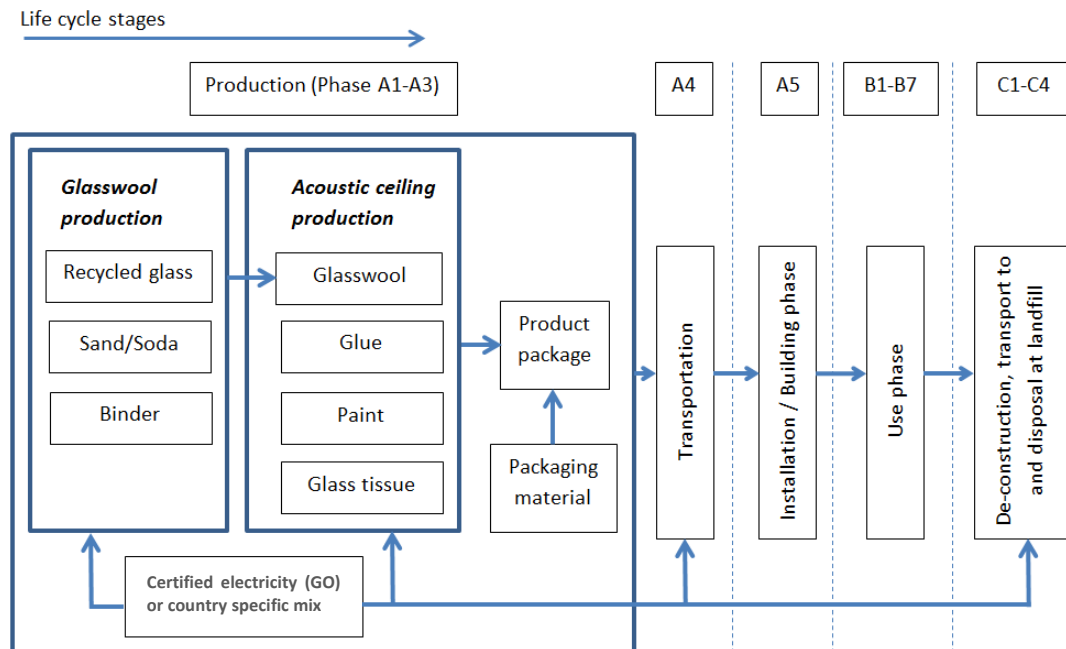 Life cycle stages
Production (Phase A1-A3)
A4
A5
B1-B7
C1-C4
Glasswool
production
Recycled glass
Sand/Soda
Binder
Acoustic ceiling
production
Glasswool
Glue
Paint
Glass tissue
Product
package
Packaging
material
Transportation
Installation / Building phase
Use phase
De-construction, transport to
and disposal at landfill
Certified electricity (GO)
or country specific mix